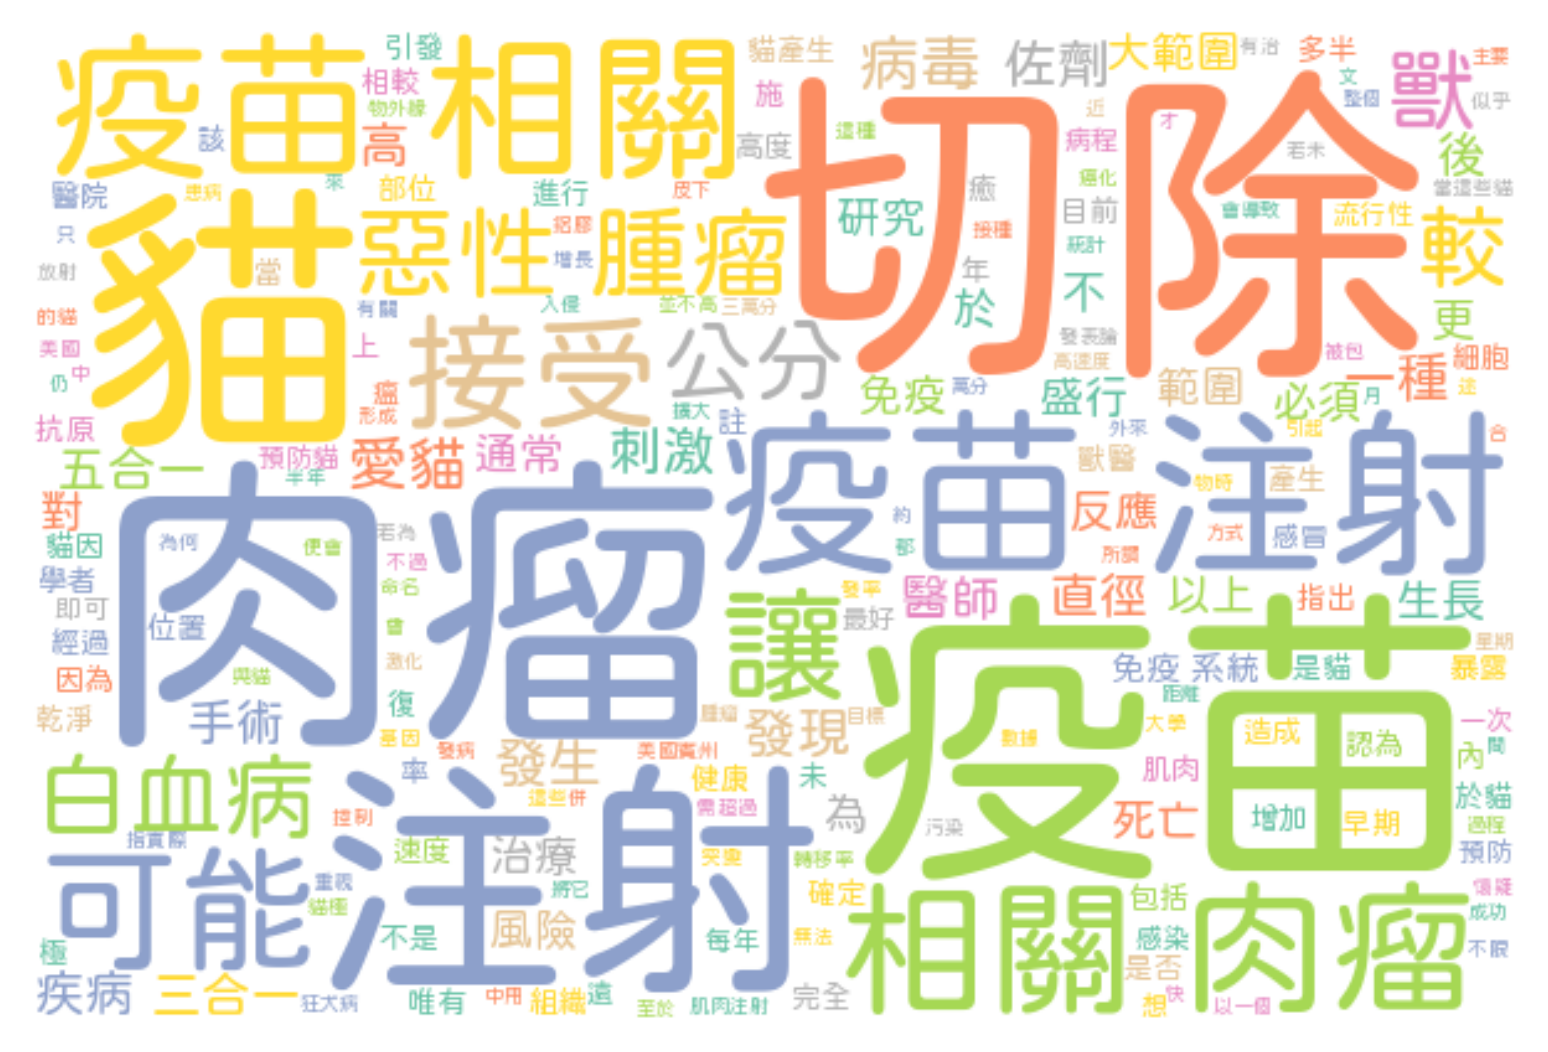 疫苗 相關
引發
貓產生
病毒
佐劑
大範圍
有治
多半
主要
獸
相較
物外緣
施
近
文
整個
似乎
切除
該
高
高度
這種
病程
才
若未
後
醫院
患病
來
部位
進行
皮下
癒
癌化
當這些貓
只
貓
惡性 腫瘤
鋁膠
增長
研究
接種
目前
會導致
流行性
較
統計
放射
當
年
不
的貓
有關
入侵
並不高
三萬分
於
更
美國
上
接受
公分
發表論
高速度
被包
一種
細胞
仍
中
瘟
形成
擴大
免疫
萬分
盛行
範圍
必須
月
途
抗原
註
疫苗 注射
外來
引起
合
五合一
預防貓
半年
愛貓
通常
刺激
獸醫
物時
產生
對
肉瘤
約
反應
方式
感冒
貓因
為何
便會
若為
不過
都
所謂
學者
命名
發率
醫師
直徑
以上
指出
生長
即可
位置
曾
讓
最好
疫苗
星期
經過
激化
免疫 系統
是貓
暴露
因為
與貓
距離
乾淨
手術
復
腫瘤
發現
目標
大學
一次
基因
發病
發生
美國賓州
數據
造成
認為
內
間
白血病
率
健康
未
肌肉
這些
併
需超過
為
增加
早期
於貓
控制
死亡
過程
指實際
注射
速度
治療
突變
轉移率
污染
預防
可能
重視
貓極
將它
確定
相關 肉瘤
包括
懷疑
成功
極
不是
風險
每年
無法
感染
不限
疾病
三合一
狂犬病
唯有
中用
組織
遠
至於
肌肉注射
完全
是否
想
快
以一個